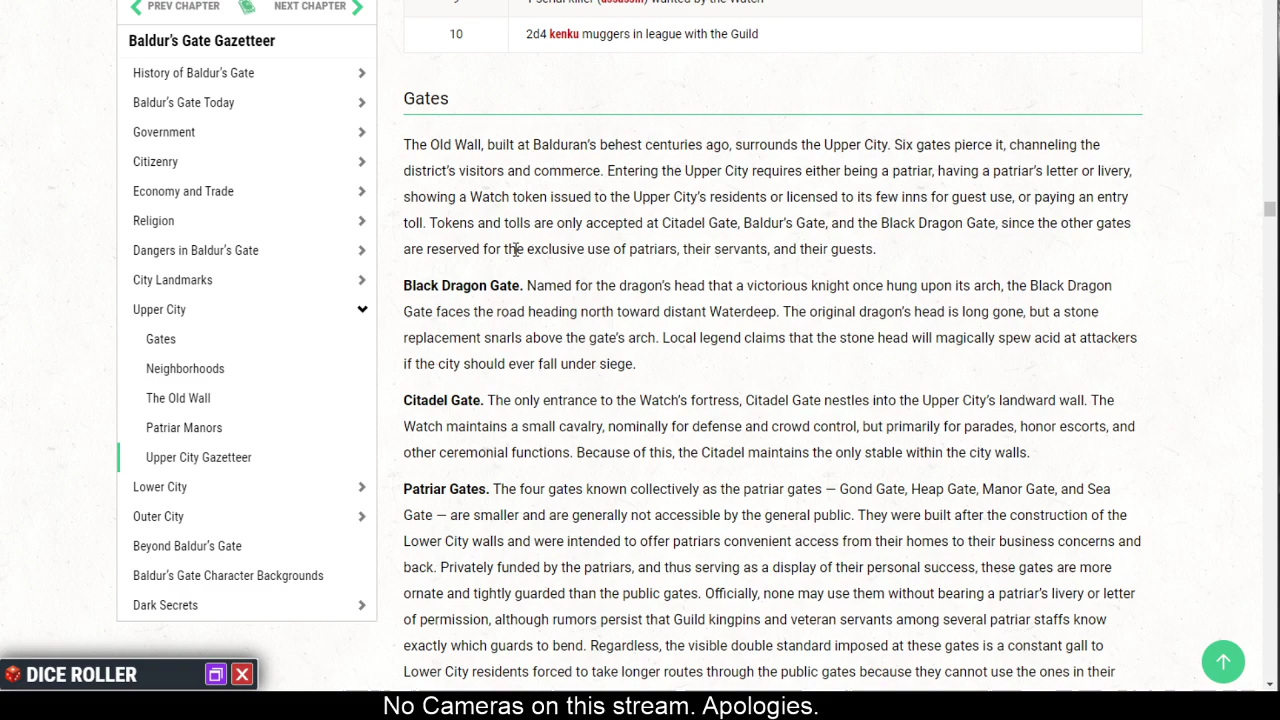 PREV CHAPTER
NEXT CHAPTER
Baldur's Gate Gazetteer
History of Baldur's Gate
Baldur's Gate Today
Government
Citizenry
Economy and Trade
Religion
Dangers in Baldur's Gate
City Landmarks
Upper City
Gates
Neighborhoods
The Old Wall
Patriar Manors
Upper City Gazetteer
Lower City
Outer City
Beyond Baldur's Gate
Baldur's Gate Character Backgrounds
Dark Secrets
DICE ROLLER
9 1 serial killer (assassin) wanted by the Watch
10 2d4 kenku muggers in league with the Guild
Gates
The Old Wall, built at Balduran's behest centuries ago, surrounds the Upper City. Six gates pierce it, channeling the
district's visitors and commerce. Entering the Upper City requires either being a patriar, having a patriar's letter or livery,
showing a Watch token issued to the Upper City's residents or licensed to its few inns for guest use, or paying an entry
toll. Tokens and tolls are only accepted at Citadel Gate, Baldur's Gate, and the Black Dragon Gate, since the other gates
are reserved for the exclusive use of patriars, their servants, and their guests.
Black Dragon Gate. Named for the dragon's head that a victorious knight once hung upon its arch, the Black Dragon
Gate faces the road heading north toward distant Waterdeep. The original dragon's head is long gone, but a stone
replacement snarls above the gate's arch. Local legend claims that the stone head will magically spew acid at attackers
if the city should ever fall under siege.
Citadel Gate. The only entrance to the Watch's fortress, Citadel Gate nestles into the Upper City's landward wall. The
Watch maintains a small cavalry, nominally for defense and crowd control, but primarily for parades, honor escorts, and
other ceremonial functions. Because of this, the Citadel maintains the only stable within the city walls.
Patriar Gates. The four gates known collectively as the patriar gates — Gond Gate, Heap Gate, Manor Gate, and Sea
Gate — are smaller and are generally not accessible by the general public. They were built after the construction of the
Lower City walls and were intended to offer patriars convenient access from their homes to their business concerns and
back. Privately funded by the patriars, and thus serving as a display of their personal success, these gates are more
ornate and tightly guarded than the public gates. Officially, none may use them without bearing a patriar's livery or letter
of permission, although rumors persist that Guild kingpins and veteran servants among several patriar staffs know
exactly which guards to bend. Regardless, the visible double standard imposed at these gates is a constant gall to
Lower City residents forced to take longer routes through the public gates because they cannot use the ones in their
No Cameras on this stream. Apologies.